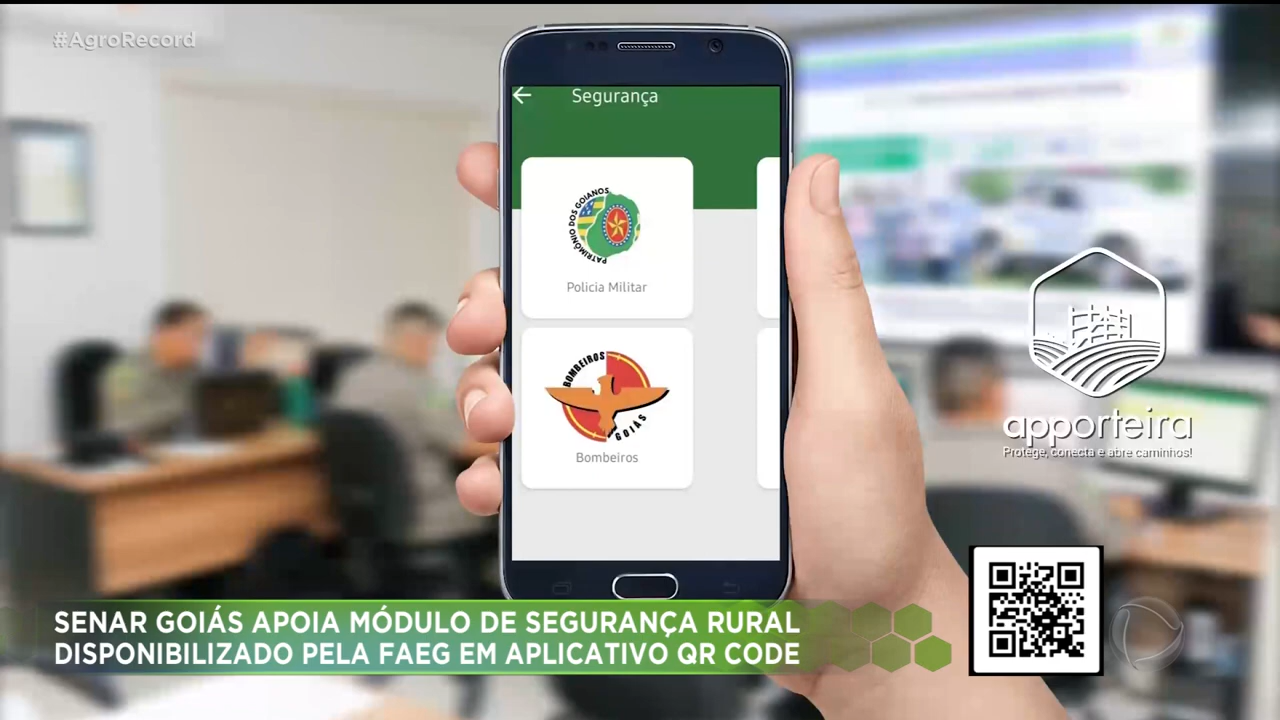 #AgroRecord
Segurança
PATRIMÔNIO DOS GOIANOS
Policia Militar
BOMBEIROS
GOIÁS
Bombeiros
apporteira
Protege, conecta e abre caminhos!
SENAR GOIÁS APOIA MÓDULO DE SEGURANÇA RURAL
DISPONIBILIZADO PELA FAEG EM APLICATIVO QR CODE